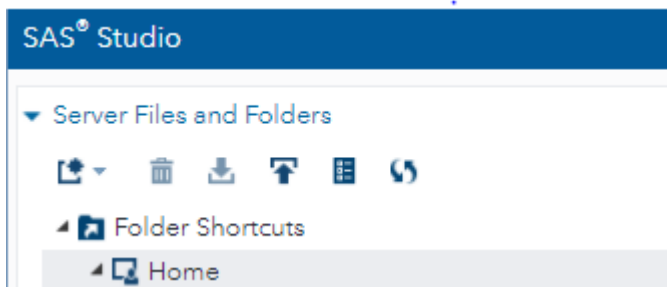 SAS® Studio
Server Files and Folders
Folder Shortcuts
Home